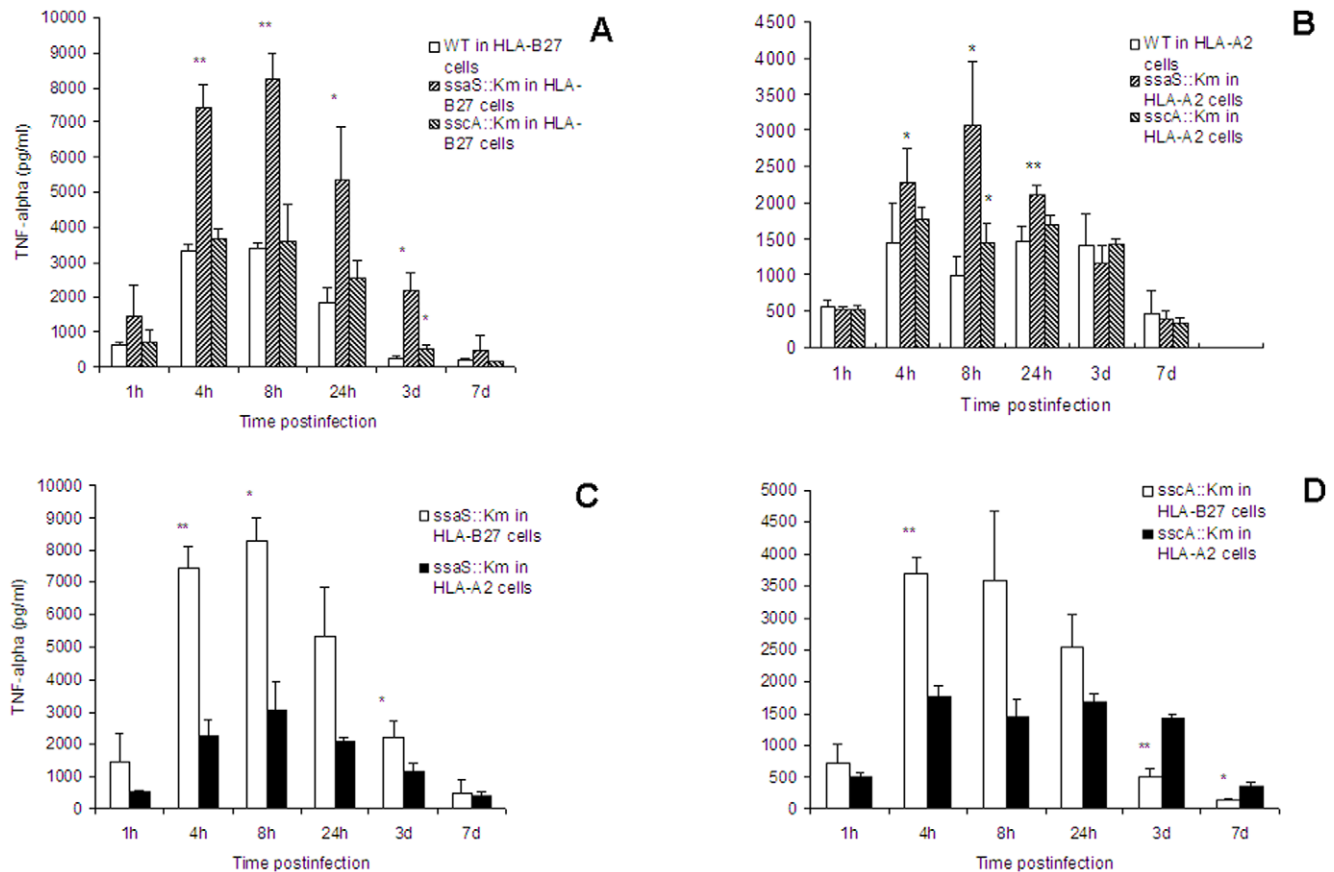 A
10000
9000
8000
7000
6000
5000
4000
3000
2000
1000
0
TNF-alpha (pg/ml)
** ** * * *
WT in HLA-B27
cells
ssaS::Km in HLA-
B27 cells
sscA::Km in HLA-
B27 cells
1h 4h 8h 24h 3d 7d
Time postinfection
B
4500
4000
3500
3000
2500
2000
1500
1000
500
0
* * * **
WT in HLA-A2
cells
ssaS::Km in
HLA-A2 cells
sscA::Km in
HLA-A2 cells
1h 4h 8h 24h 3d 7d
Time postinfection
C
10000
9000
8000
7000
6000
5000
4000
3000
2000
1000
0
TNF-alpha (pg/ml)
** * *
ssaS::Km in
HLA-B27 cells
ssaS::Km in
HLA-A2 cells
1h 4h 8h 24h 3d 7d
Time postinfection
D
5000
4500
4000
3500
3000
2500
2000
1500
1000
500
0
** ** *
sscA::Km in
HLA-B27 cells
sscA::Km in
HLA-A2 cells
1h 4h 8h 24h 3d 7d
Time postinfection